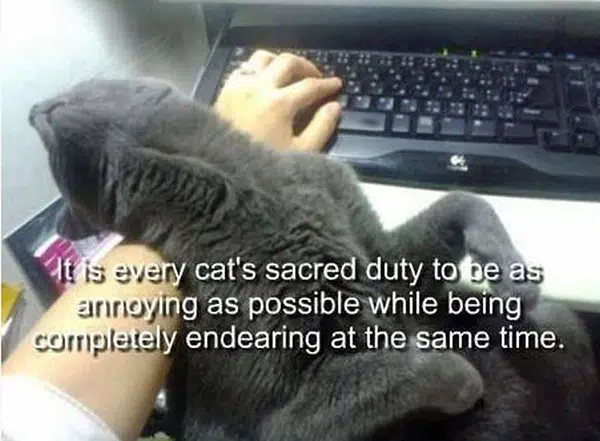 It is every cat's sacred duty to be as
annoying as possible while being
completely endearing at the same time.